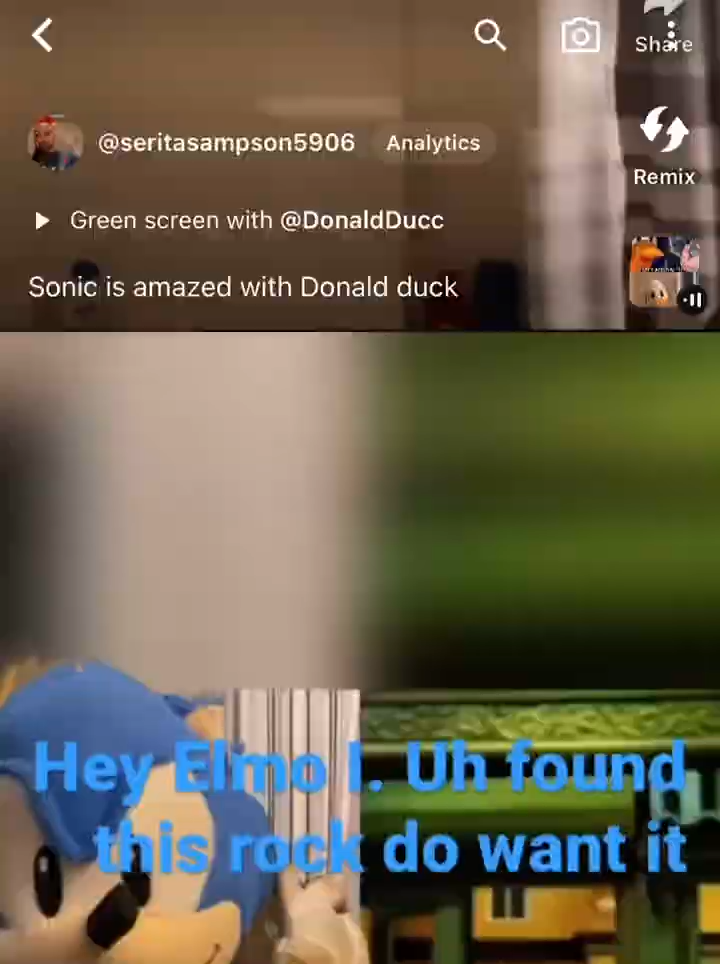 Share
@seritasampson5906 Analytics
Remix
Green screen with @DonaldDucc
Sonic is amazed with Donald duck
Hey Elmo I. Uh found
this rock do want it